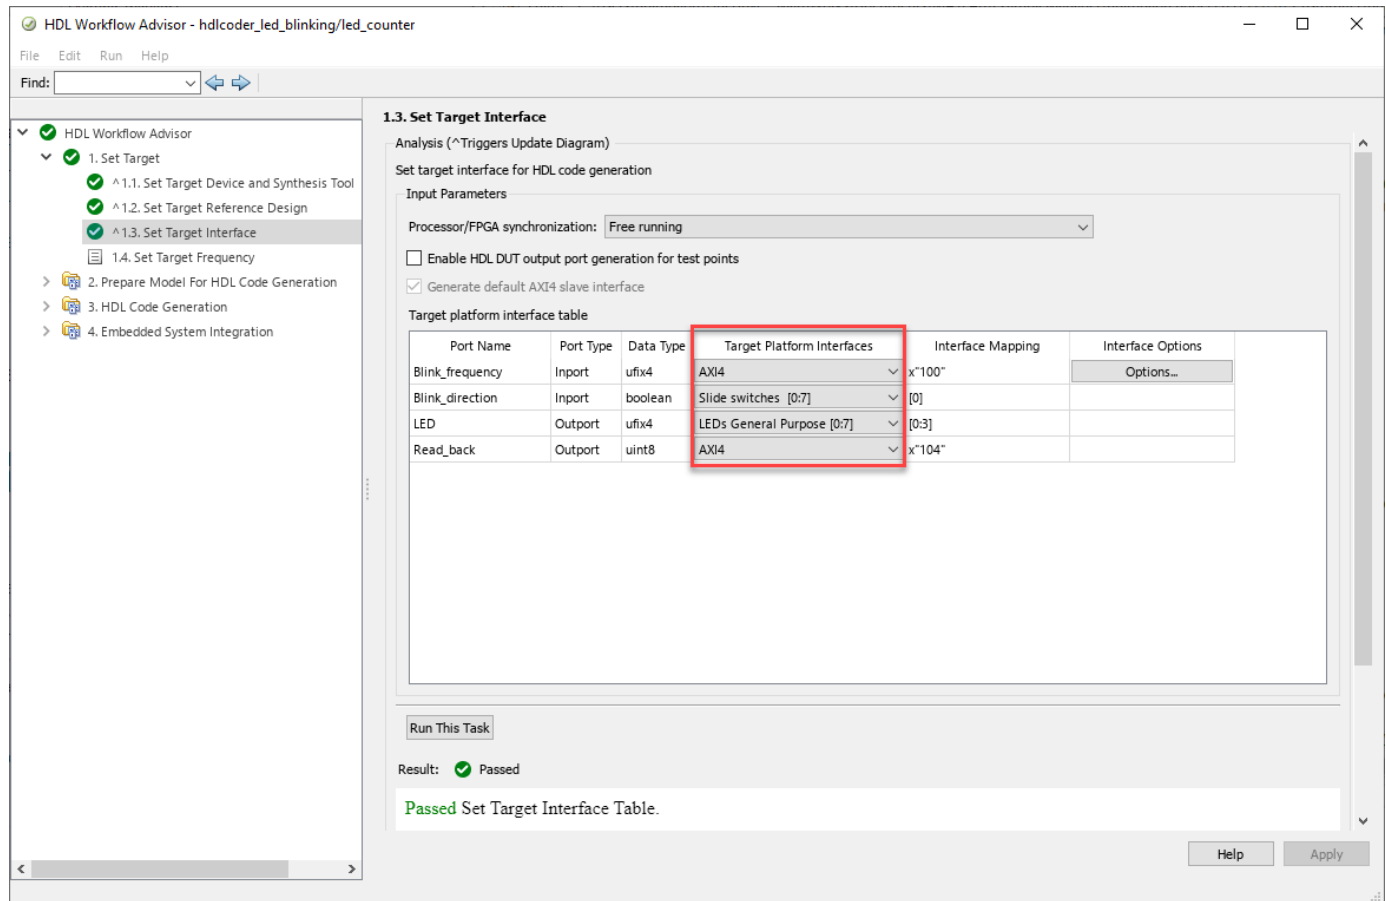 HDL Workflow Advisor - hdlcoder_led_blinking/led_counter
File Edit Run Help
Find:
HDL Workflow Advisor
1. Set Target
^1.1. Set Target Device and Synthesis Tool
^1.2. Set Target Reference Design
^1.3. Set Target Interface
1.4. Set Target Frequency
2. Prepare Model For HDL Code Generation
3. HDL Code Generation
4. Embedded System Integration
1.3. Set Target Interface
Analysis (^Triggers Update Diagram)
Set target interface for HDL code generation
Input Parameters
Processor/FPGA synchronization: Free running
Enable HDL DUT output port generation for test points
Generate default AXI4 slave interface
Target platform interface table
Port Name Port Type Data Type Target Platform Interfaces Interface Mapping Interface Options
Blink_frequency Inport ufix4 AXI4 x"100" Options...
Blink_direction Inport boolean Slide switches [0:7] [0]
LED Outport ufix4 LEDs General Purpose [0:7] [0:3]
Read_back Outport uint8 AXI4 x"104"
Run This Task
Result: Passed
Passed Set Target Interface Table.
Help Apply